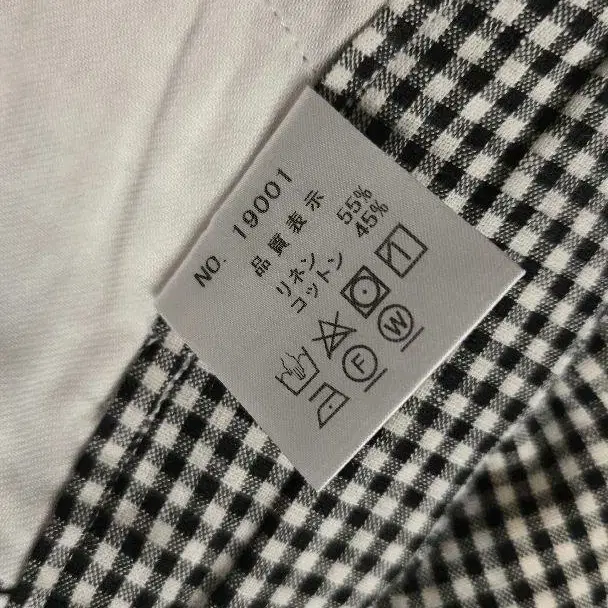 NO. 19001
品質表示
リネン 55%
コットン 45%
F W